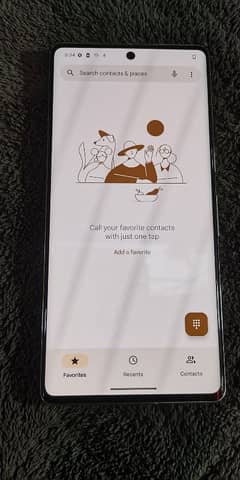 Search contacts & places
Call your favorite contacts
with just one tap
Add a favorite
Favorites
Recents
Contacts